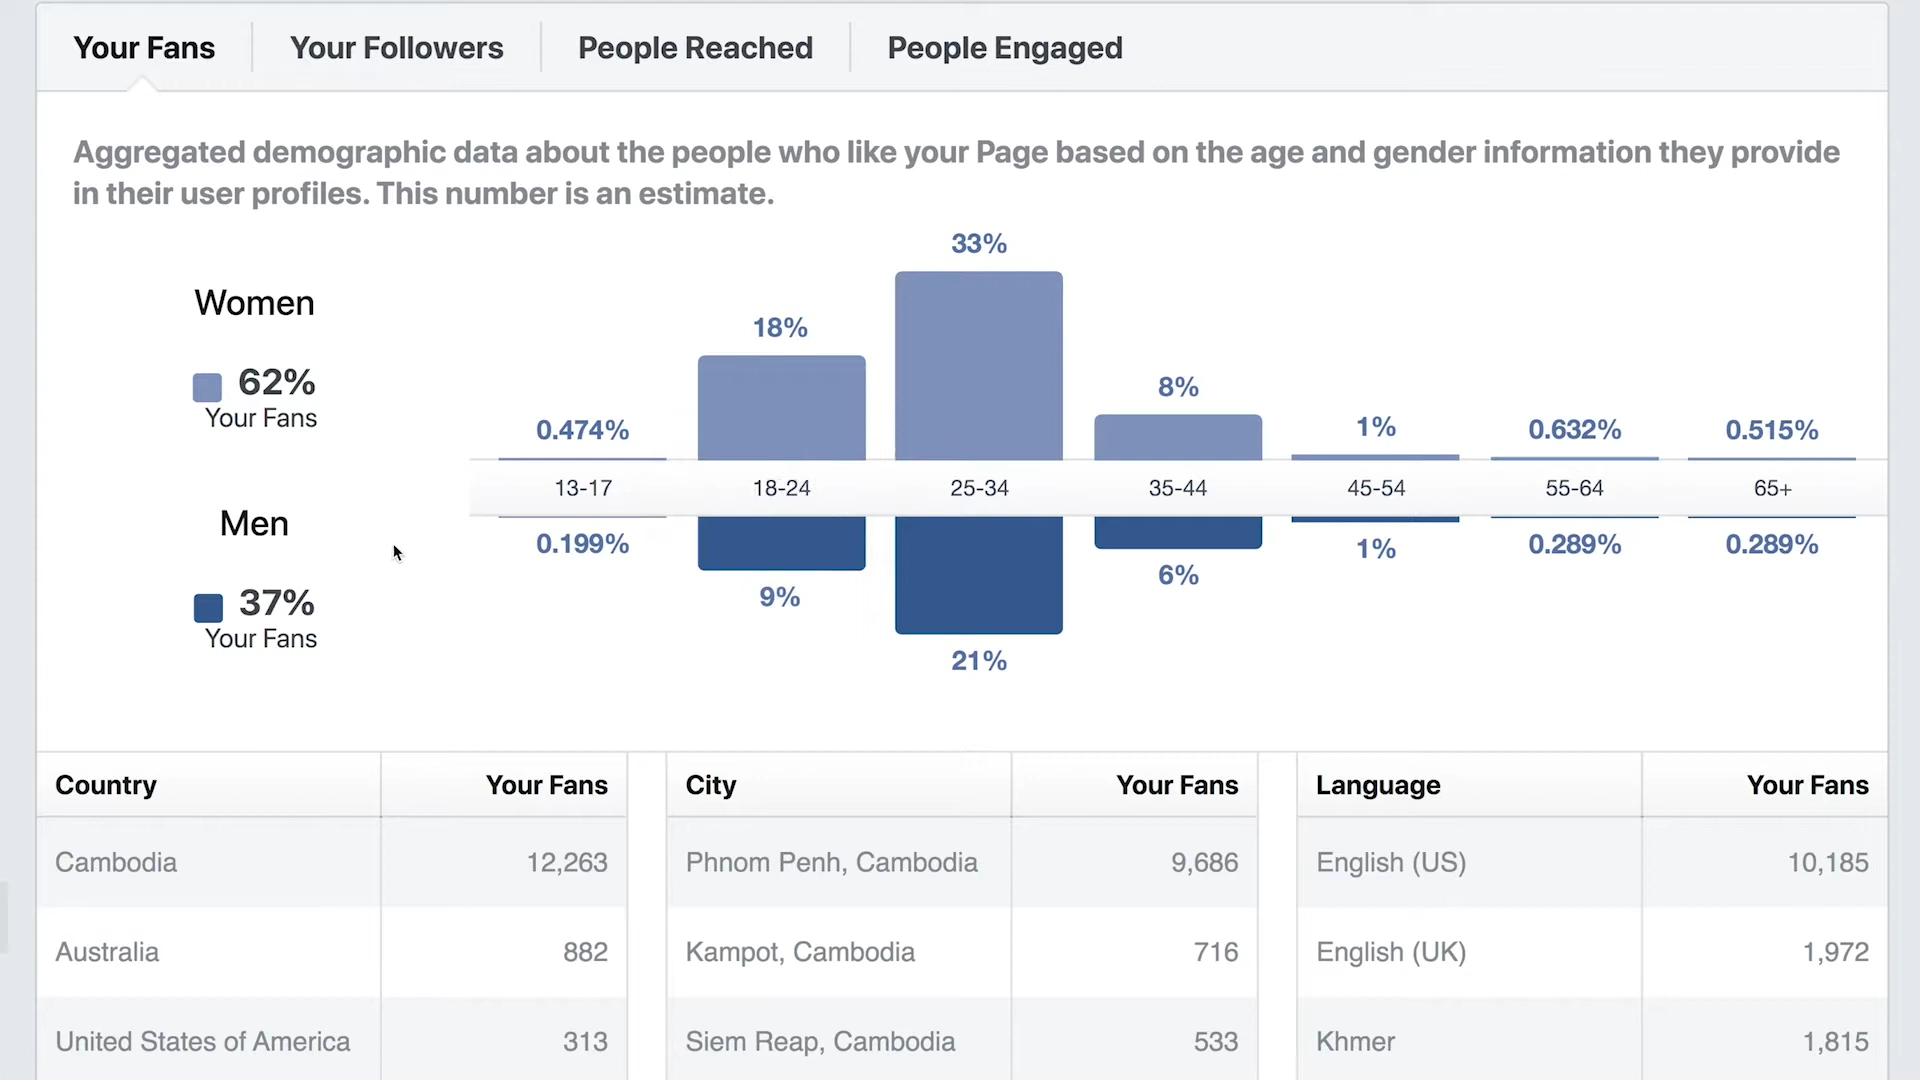 Your Fans
Your Followers
People Reached
People Engaged
Aggregated demographic data about the people who like your Page based on the age and gender information they provide
in their user profiles. This number is an estimate.
Women
62%
Your Fans
Men
37%
Your Fans
0.474%
18%
33%
8%
1%
0.632%
0.515%
13-17
18-24
25-34
35-44
45-54
55-64
65+
0.199%
9%
21%
6%
1%
0.289%
0.289%
Country Your Fans
Cambodia 12,263
Australia 882
United States of America 313
City Your Fans
Phnom Penh, Cambodia 9,686
Kampot, Cambodia 716
Siem Reap, Cambodia 533
Language Your Fans
English (US) 10,185
English (UK) 1,972
Khmer 1,815